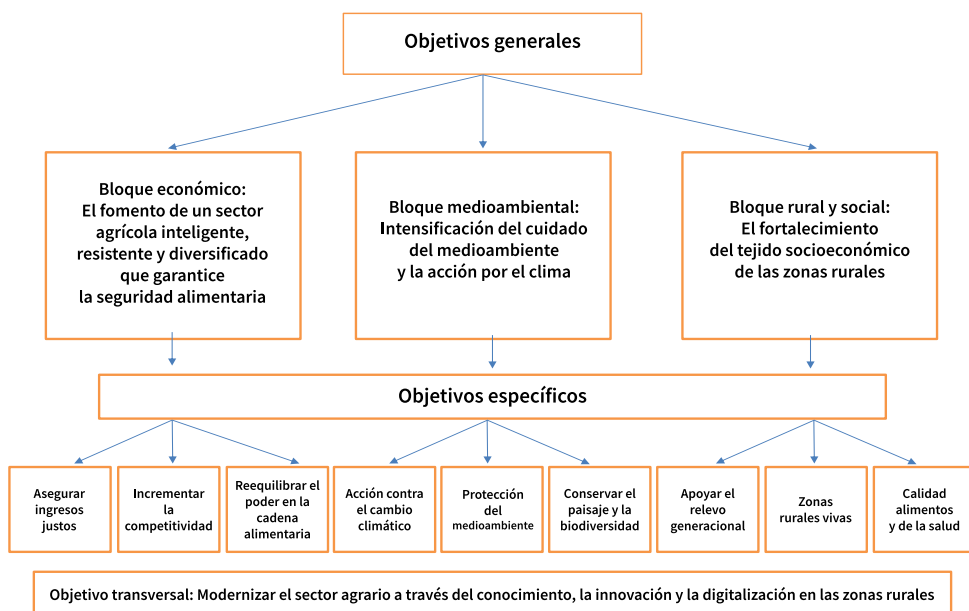 Objetivos generales
Bloque económico:
El fomento de un sector
agrícola inteligente,
resistente y diversificado
que garantice
la seguridad alimentaria
Bloque medioambiental:
Intensificación del cuidado
del medioambiente
y la acción por el clima
Bloque rural y social:
El fortalecimiento
del tejido socioeconómico
de las zonas rurales
Objetivos específicos
Asegurar
ingresos
justos
Incrementar
la
competitividad
Reequilibrar el
poder en la
cadena
alimentaria
Acción contra
el cambio
climático
Protección
del
medioambiente
Conservar el
paisaje y la
biodiversidad
Apoyar el
relevo
generacional
Zonas
rurales vivas
Calidad
alimentos
y de la salud
Objetivo transversal: Modernizar el sector agrario a través del conocimiento, la innovación y la digitalización en las zonas rurales